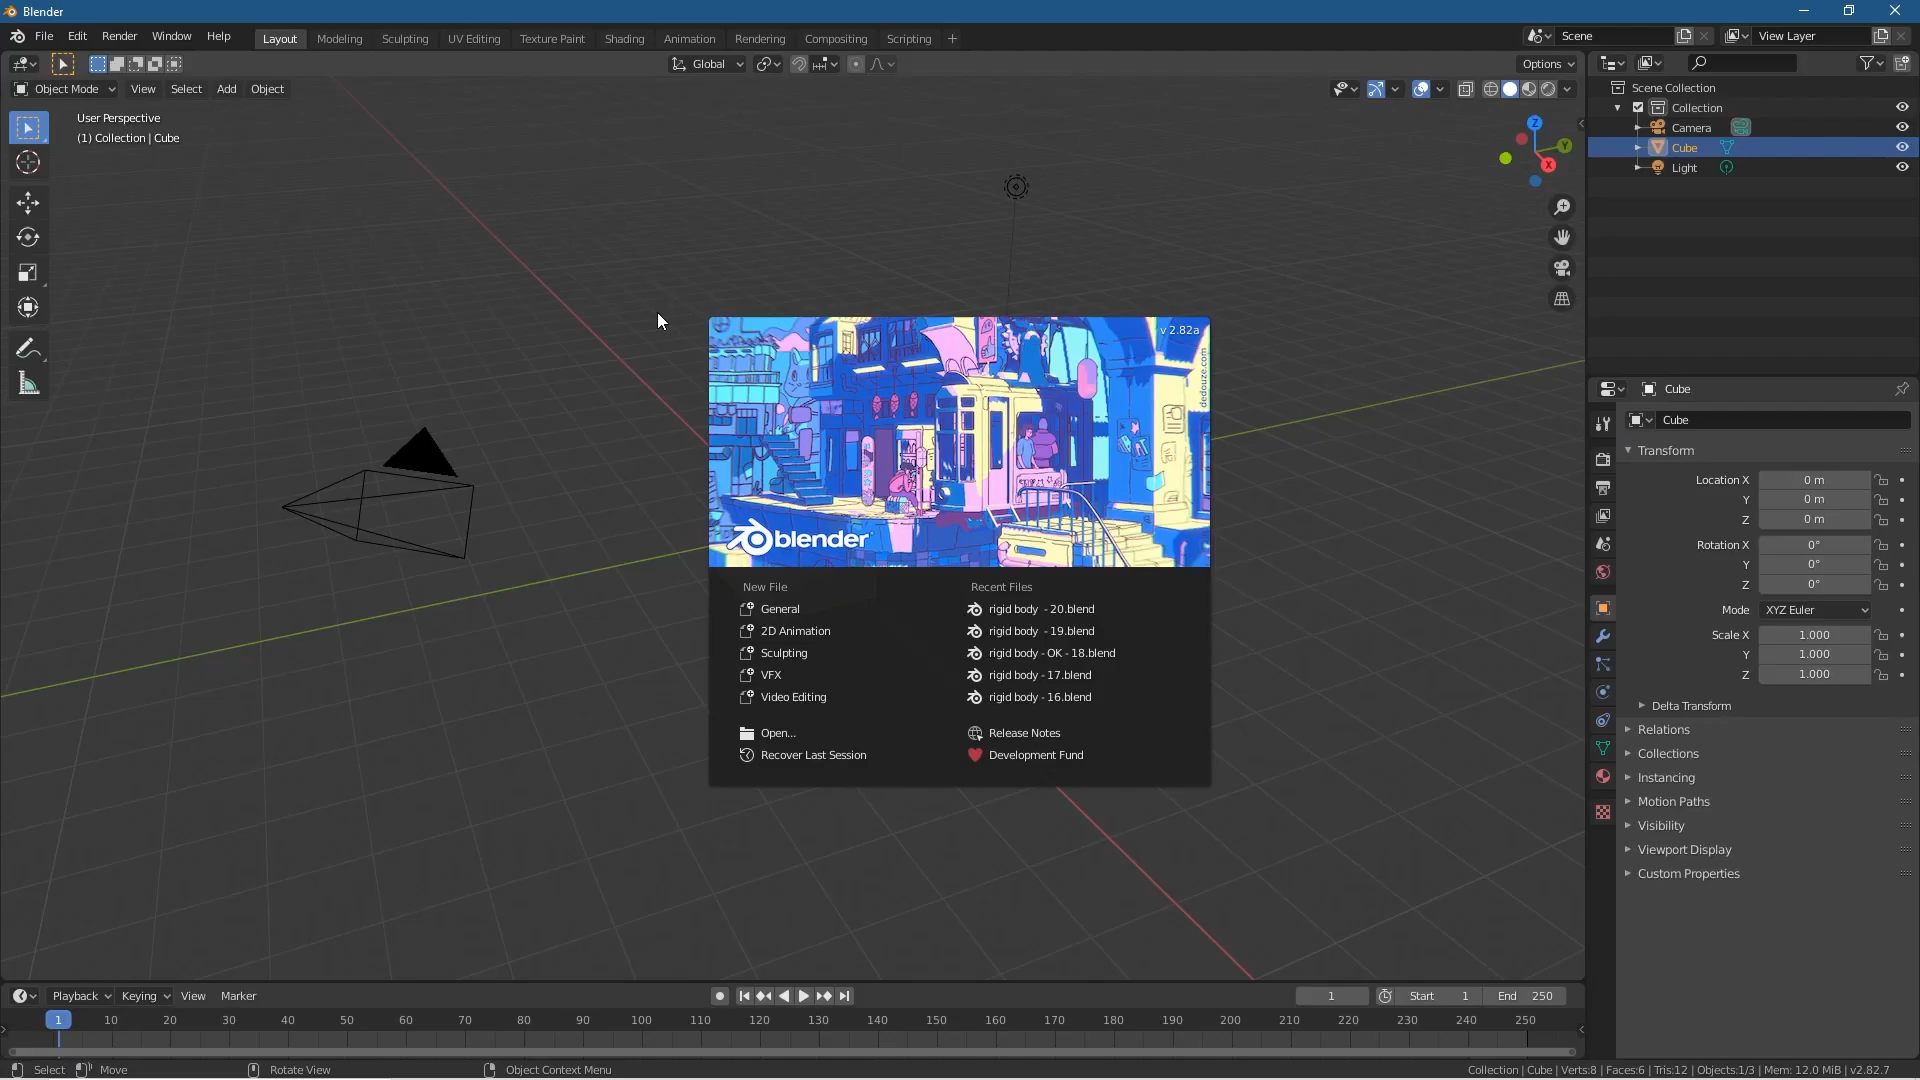 Blender
File Edit Render Window Help
Layout Modeling Sculpting UV Editing Texture Paint Shading Animation Rendering Compositing Scripting +
Scene
View Layer
Global
Options
Object Mode View Select Add Object
User Perspective
(1) Collection | Cube
Z
Y
X
Scene Collection
Collection
Camera
Cube
Light
v 2.82a
dedouze.com
blender
New File
General
2D Animation
Sculpting
VFX
Video Editing
Open...
Recover Last Session
Recent Files
rigid body - 20.blend
rigid body - 19.blend
rigid body - OK - 18.blend
rigid body - 17.blend
rigid body - 16.blend
Release Notes
Development Fund
Cube
Cube
Transform
Location X 0 m
Y 0 m
Z 0 m
Rotation X 0°
Y 0°
Z 0°
Mode XYZ Euler
Scale X 1.000
Y 1.000
Z 1.000
Delta Transform
Relations
Collections
Instancing
Motion Paths
Visibility
Viewport Display
Custom Properties
Playback Keying View Marker
1 Start 1 End 250
1 10 20 30 40 50 60 70 80 90 100 110 120 130 140 150 160 170 180 190 200 210 220 230 240 250
Select Move Rotate View Object Context Menu
Collection | Cube | Verts:8 | Faces:6 | Tris:12 | Objects:1/3 | Mem: 12.0 MiB | v2.82.7